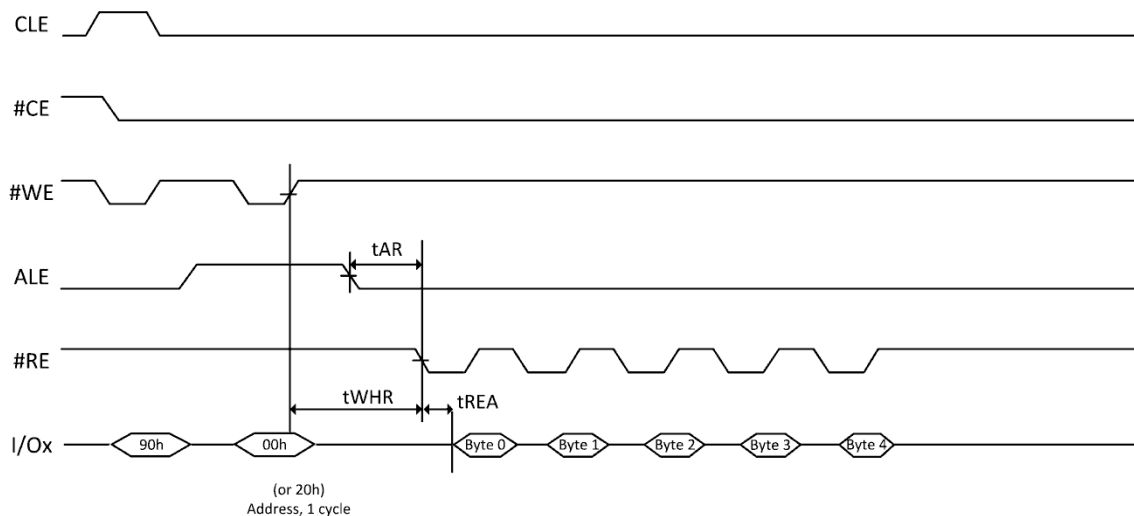 CLE
#CE
#WE
tAR
ALE
#RE
tWHR
tREA
I/Ox
90h
00h
Byte 0
Byte 1
Byte 2
Byte 3
Byte 4
(or 20h)
Address, 1 cycle